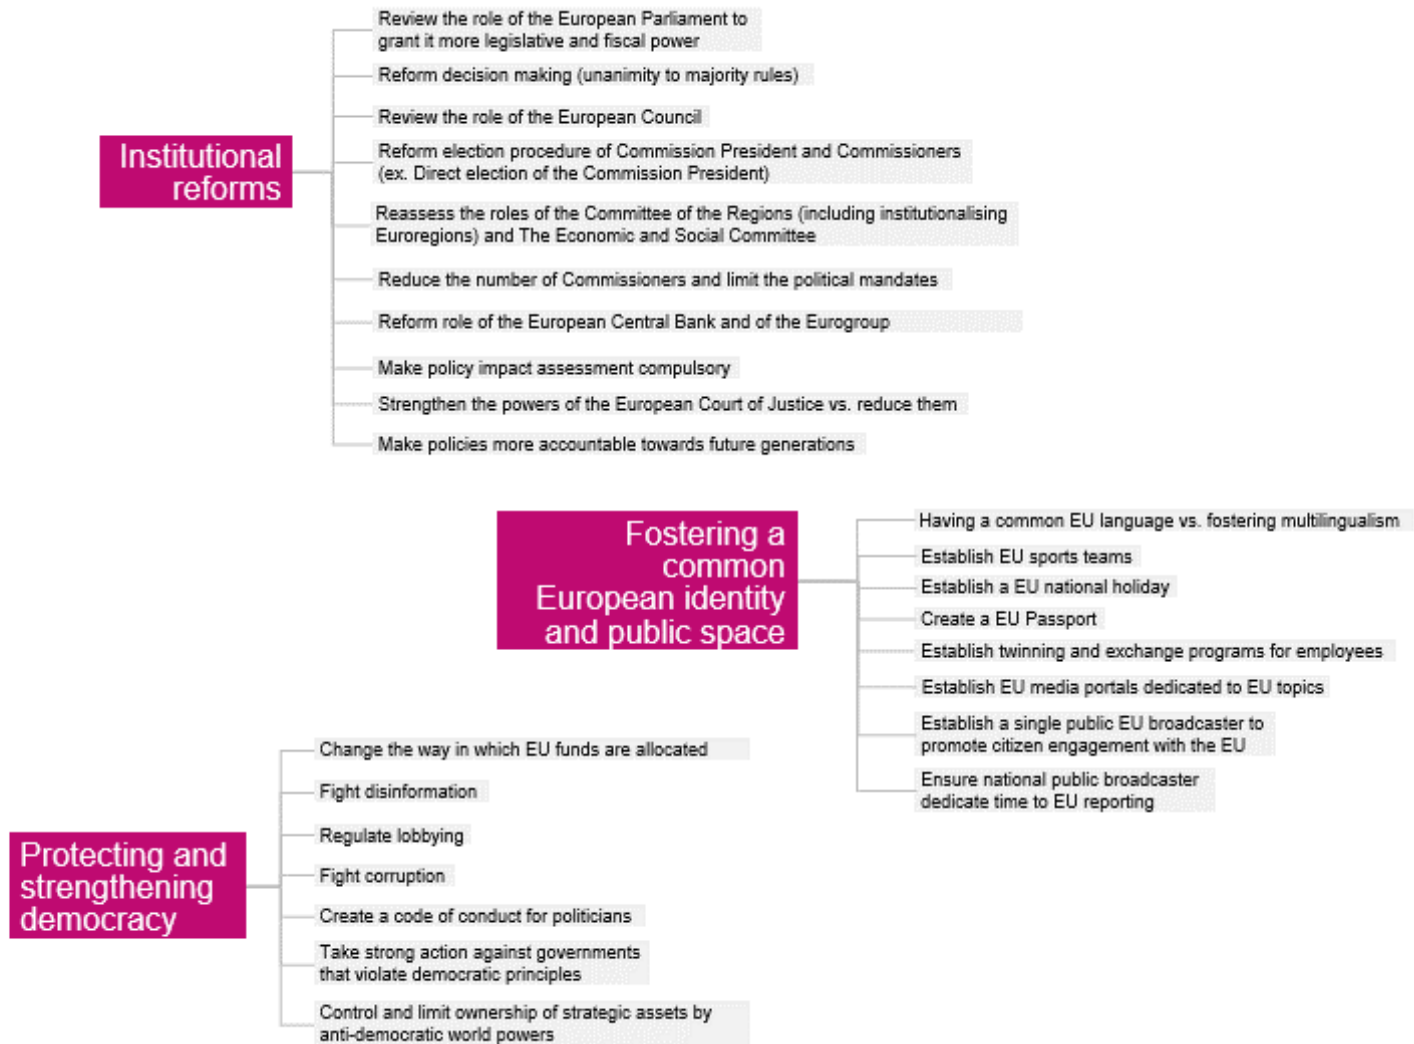 Institutional
reforms
Review the role of the European Parliament to
grant it more legislative and fiscal power
Reform decision making (unanimity to majority rules)
Review the role of the European Council
Reform election procedure of Commission President and Commissioners
(ex. Direct election of the Commission President)
Reassess the roles of the Committee of the Regions (including institutionalising
Euroregions) and The Economic and Social Committee
Reduce the number of Commissioners and limit the political mandates
Reform role of the European Central Bank and of the Eurogroup
Make policy impact assessment compulsory
Strengthen the powers of the European Court of Justice vs. reduce them
Make policies more accountable towards future generations
Fostering a
common
European identity
and public space
Having a common EU language vs. fostering multilingualism
Establish EU sports teams
Establish a EU national holiday
Create a EU Passport
Establish twinning and exchange programs for employees
Establish EU media portals dedicated to EU topics
Establish a single public EU broadcaster to
promote citizen engagement with the EU
Ensure national public broadcaster
dedicate time to EU reporting
Protecting and
strengthening
democracy
Change the way in which EU funds are allocated
Fight disinformation
Regulate lobbying
Fight corruption
Create a code of conduct for politicians
Take strong action against governments
that violate democratic principles
Control and limit ownership of strategic assets by
anti-democratic world powers